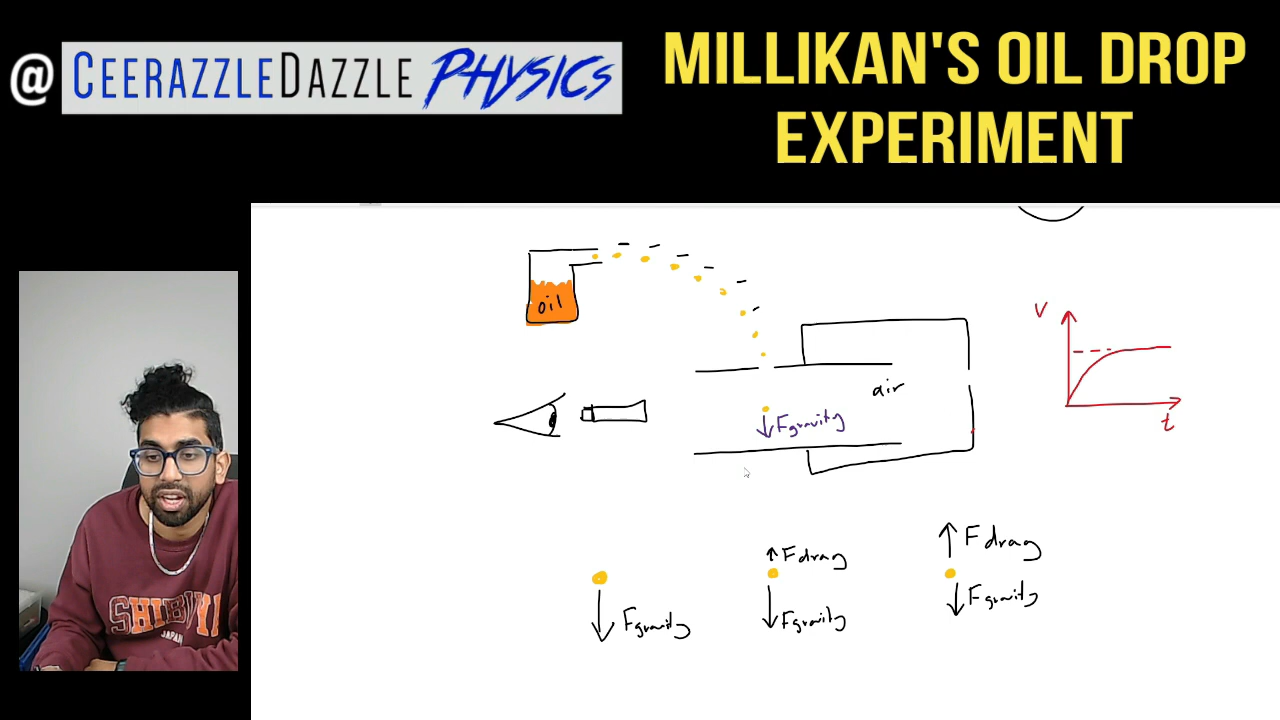 @ CEERAZZLEDAZZLE PHYSICS
MILLIKAN'S OIL DROP
EXPERIMENT
oil
air
Fgravity
V
t
Fgravity
Fdrag
Fgravity
Fdrag
Fgravity
SHIBUYA
JAPAN